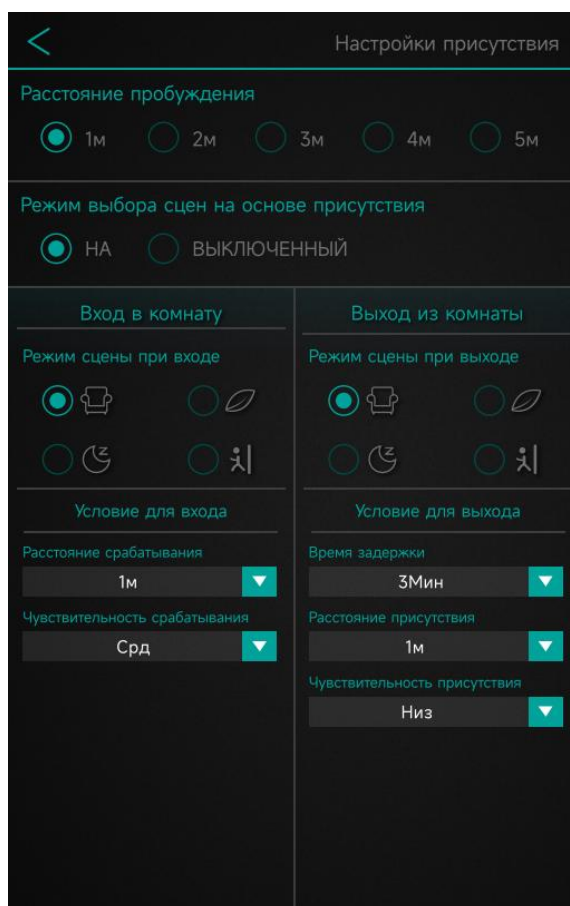 Настройки присутствия
Расстояние пробуждения
1м 2м 3м 4м 5м
Режим выбора сцен на основе присутствия
НА ВЫКЛЮЧЕННЫЙ
Вход в комнату
Режим сцены при входе
Условие для входа
Расстояние срабатывания
1м
Чувствительность срабатывания
Срд
Выход из комнаты
Режим сцены при выходе
Условие для выхода
Время задержки
3Мин
Расстояние присутствия
1м
Чувствительность присутствия
Низ